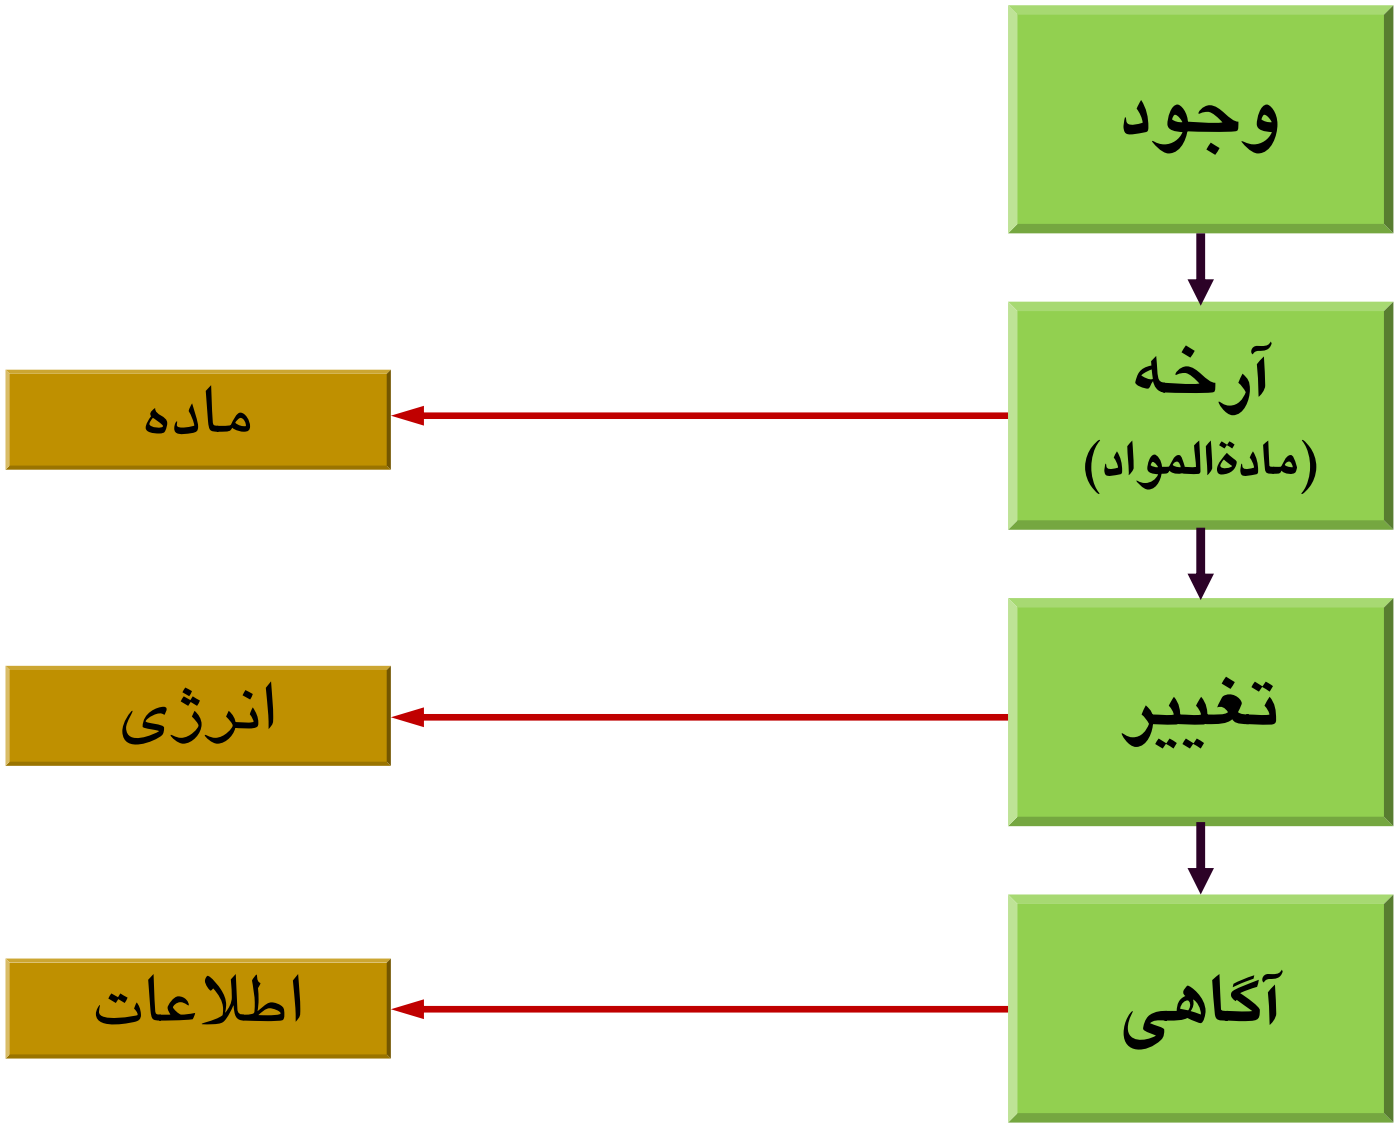 وجود
آرخه
(مادةالمواد)
ماده
تغییر
انرژی
آگاهی
اطلاعات